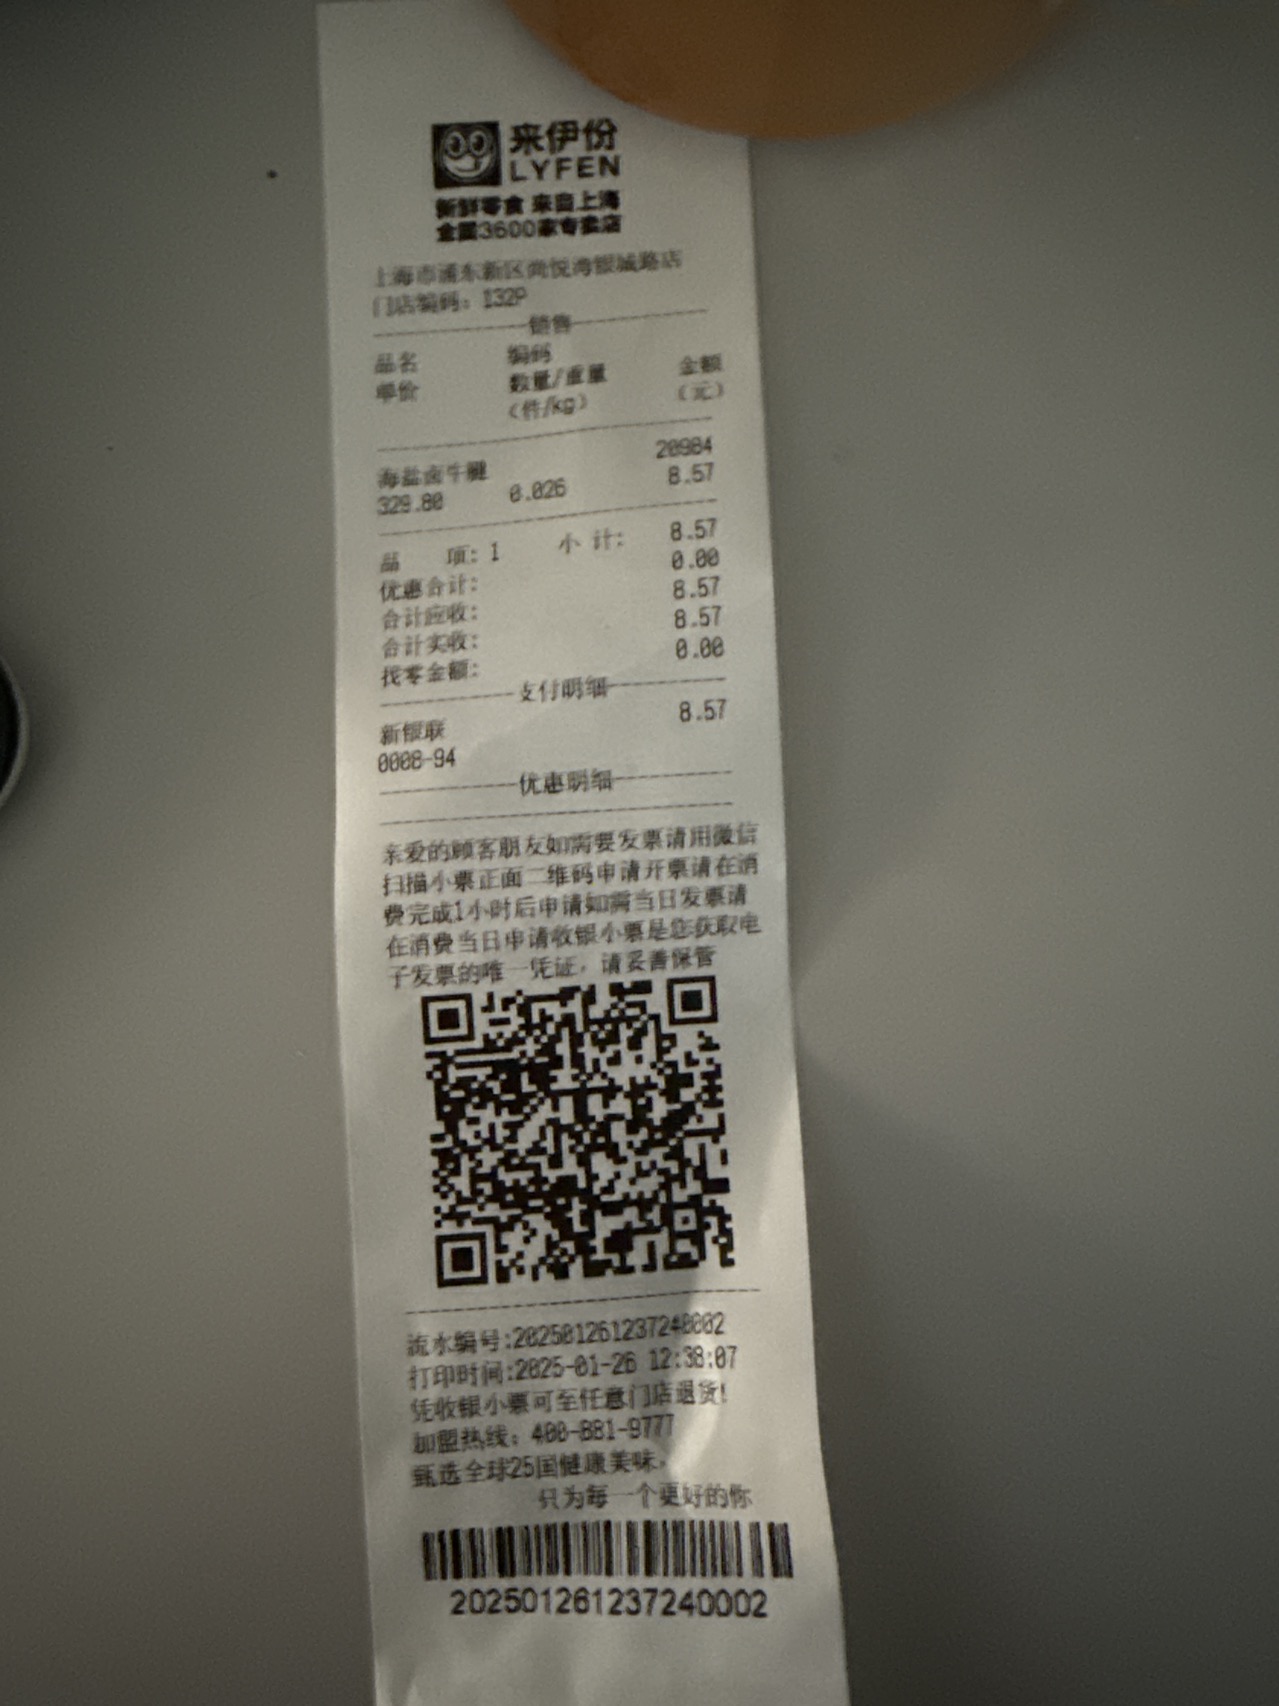 来伊份
LYFEN
新鲜零食 来自上海
全国3600家专卖店
上海市浦东新区尚悦湾银城路店
门店编码：132P
销售
品名 编码 金额
单价 数量/重量 （元）
（件/kg）
海盐卤牛腱 20984
329.80 0.026 8.57
品 项: 1 小 计: 8.57
优惠合计: 0.00
合计应收: 8.57
合计实收: 8.57
找零金额: 0.00
支付明细
新银联 8.57
0008-94
优惠明细
亲爱的顾客朋友如需要发票请用微信
扫描小票正面二维码申请开票请在消
费完成1小时后申请如需当日发票请
在消费当日申请收银小票是您获取电
子发票的唯一凭证，请妥善保管
流水编号:202501261237240002
打印时间:2025-01-26 12:38:07
凭收银小票可至任意门店退货!
加盟热线：400-881-9777
甄选全球25国健康美味，
只为每一个更好的你
202501261237240002